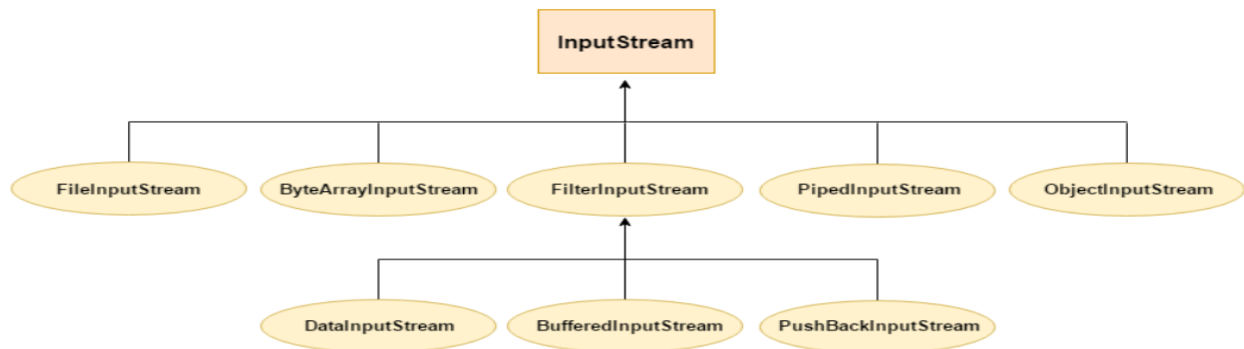 InputStream
FileInputStream
ByteArrayInputStream
FilterInputStream
PipedInputStream
ObjectInputStream
DataInputStream
BufferedInputStream
PushBackInputStream